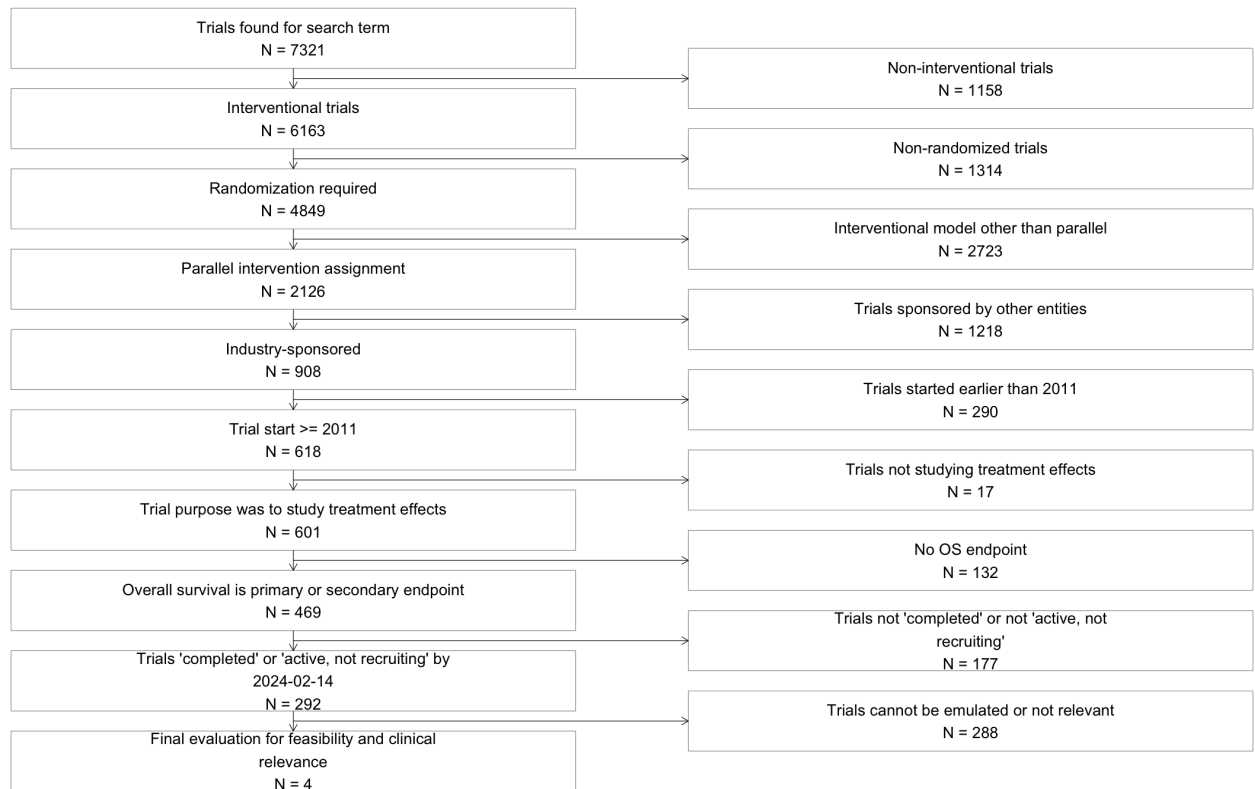 Trials found for search term
N = 7321
Non-interventional trials
N = 1158
Interventional trials
N = 6163
Non-randomized trials
N = 1314
Randomization required
N = 4849
Interventional model other than parallel
N = 2723
Parallel intervention assignment
N = 2126
Trials sponsored by other entities
N = 1218
Industry-sponsored
N = 908
Trials started earlier than 2011
N = 290
Trial start >= 2011
N = 618
Trials not studying treatment effects
N = 17
Trial purpose was to study treatment effects
N = 601
No OS endpoint
N = 132
Overall survival is primary or secondary endpoint
N = 469
Trials not 'completed' or not 'active, not
recruiting'
N = 177
Trials 'completed' or 'active, not recruiting' by
2024-02-14
N = 292
Trials cannot be emulated or not relevant
N = 288
Final evaluation for feasibility and clinical
relevance
N = 4